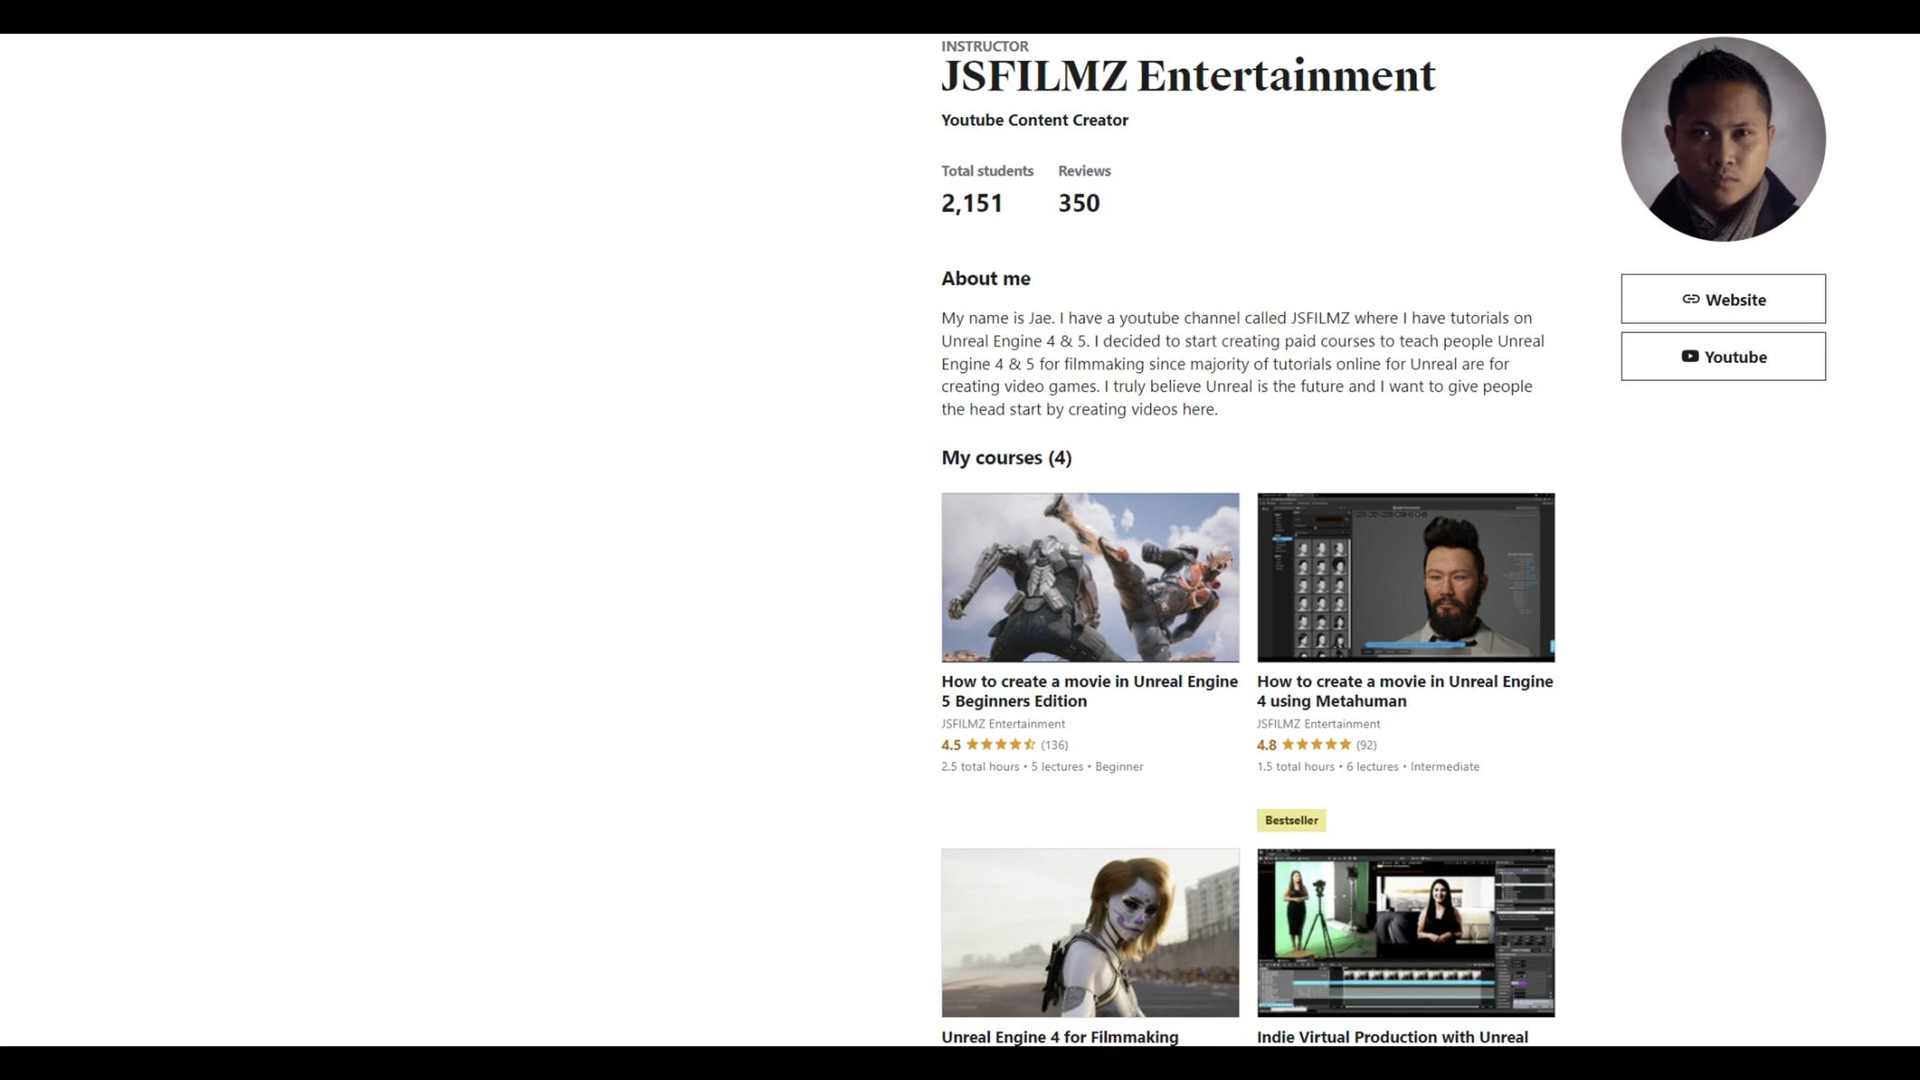 INSTRUCTOR
JSFILMZ Entertainment
Youtube Content Creator
Total students
Reviews
2,151
350
Website
Youtube
About me
My name is Jae. I have a youtube channel called JSFILMZ where I have tutorials on
Unreal Engine 4 & 5. I decided to start creating paid courses to teach people Unreal
Engine 4 & 5 for filmmaking since majority of tutorials online for Unreal are for
creating video games. I truly believe Unreal is the future and I want to give people
the head start by creating videos here.
My courses (4)
How to create a movie in Unreal Engine
5 Beginners Edition
JSFILMZ Entertainment
4.5 (136)
2.5 total hours • 5 lectures • Beginner
How to create a movie in Unreal Engine
4 using Metahuman
JSFILMZ Entertainment
4.8 (92)
1.5 total hours • 6 lectures • Intermediate
Bestseller
Unreal Engine 4 for Filmmaking
Indie Virtual Production with Unreal